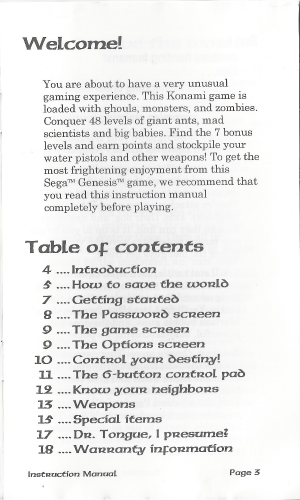 Welcome!
You are about to have a very unusual
gaming experience. This Konami game is
loaded with ghouls, monsters, and zombies.
Conquer 48 levels of giant ants, mad
scientists and big babies. Find the 7 bonus
levels and earn points and stockpile your
water pistols and other weapons! To get the
most frightening enjoyment from this
Sega™ Genesis™ game, we recommend that
you read this instruction manual
completely before playing.
Table of contents
4 ....Introduction
5 ....How to save the world
7 ....Getting started
8 ....The Password screen
9 ....The game screen
9 ....The Options screen
10 ....Control your destiny!
11 ....The 6-button control pad
12 ....Know your neighbors
13 ....Weapons
15 ....Special items
17 ....Dr. Tongue, I presume?
18 ....Warranty information
Instruction Manual
Page 3